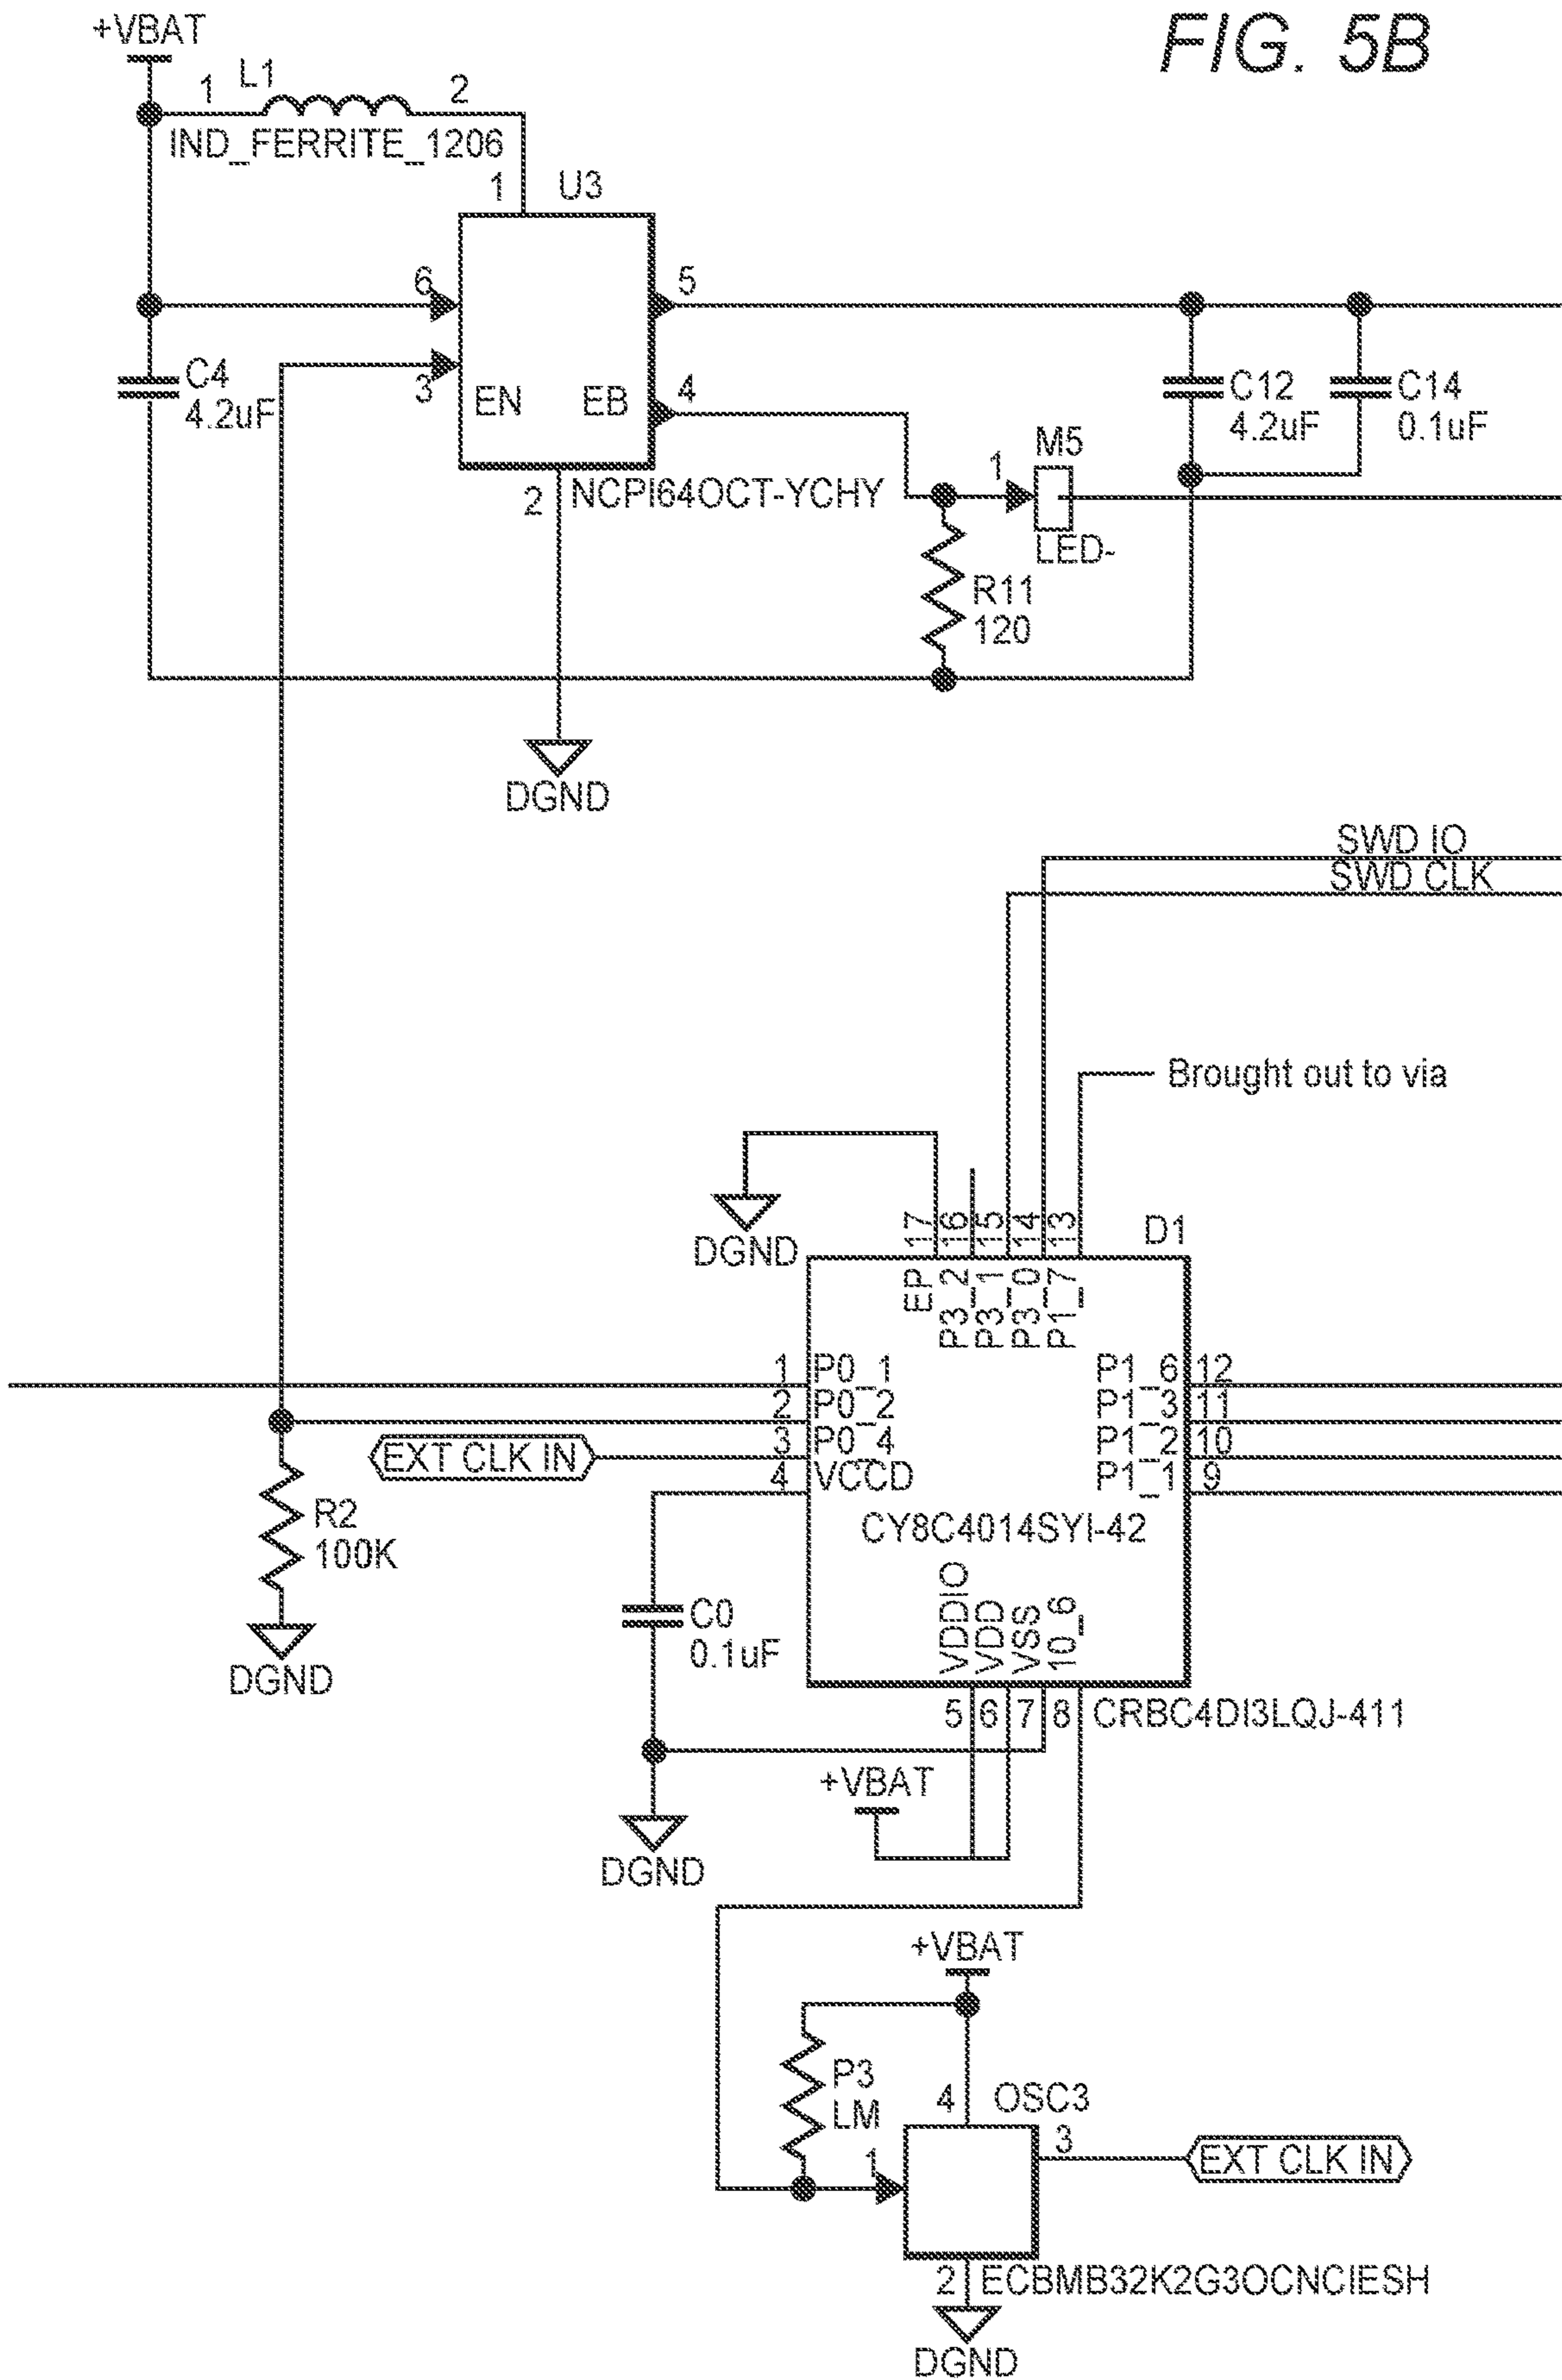 FIG. 5B
+VBAT
1 L1 2
IND_FERRITE_1206
1 U3
6 5
3 EN EB 4
C4
4.2uF
C12
4.2uF
C14
0.1uF
2 NCPI64OCT-YCHY
1 M5
LED-
R11
120
DGND
SWD IO
SWD CLK
Brought out to via
DGND
17 16 15 14 13
D1
EP P3_2 P3_1 P3_0 P1_7
1 P0_1 P1_6 12
2 P0_2 P1_3 11
EXT CLK IN 3 P0_4 P1_2 10
4 VCCD P1_1 9
CY8C4014SYI-42
R2
100K
DGND
C0
0.1uF
VDDIO VDD VSS 10_6
5 6 7 8 CRBC4DI3LQJ-411
+VBAT
DGND
+VBAT
P3
LM
4 OSC3
1 3 EXT CLK IN
2 ECBMB32K2G3OCNCIESH
DGND